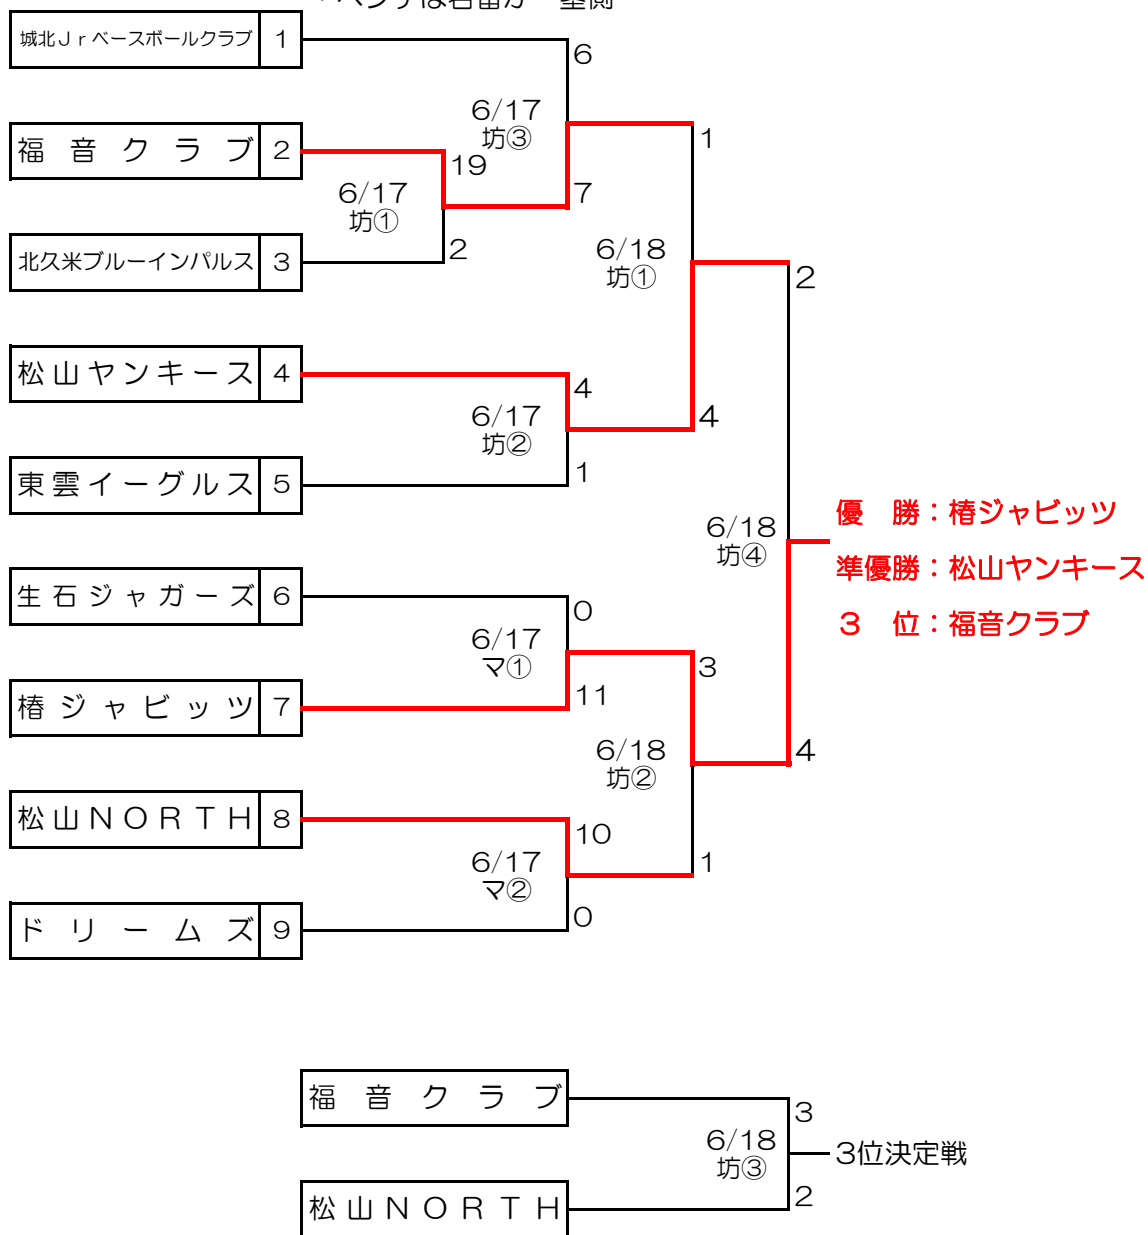 城北Ｊｒベースボールクラブ 1
6
6/17
坊③
福音クラブ 2
19
1
6/17
坊①
7
北久米ブルーインパルス 3
2
6/18
坊①
2
松山ヤンキース 4
4
6/17
坊②
4
東雲イーグルス 5
1
優　勝：椿ジャビッツ
6/18
坊④
準優勝：松山ヤンキース
生石ジャガーズ 6
0
３　位：福音クラブ
6/17
マ①
3
椿ジャビッツ 7
11
6/18
坊②
4
松山ＮＯＲＴＨ 8
10
6/17
マ②
1
ドリームズ 9
0
福音クラブ
3
6/18
坊③
3位決定戦
松山ＮＯＲＴＨ
2